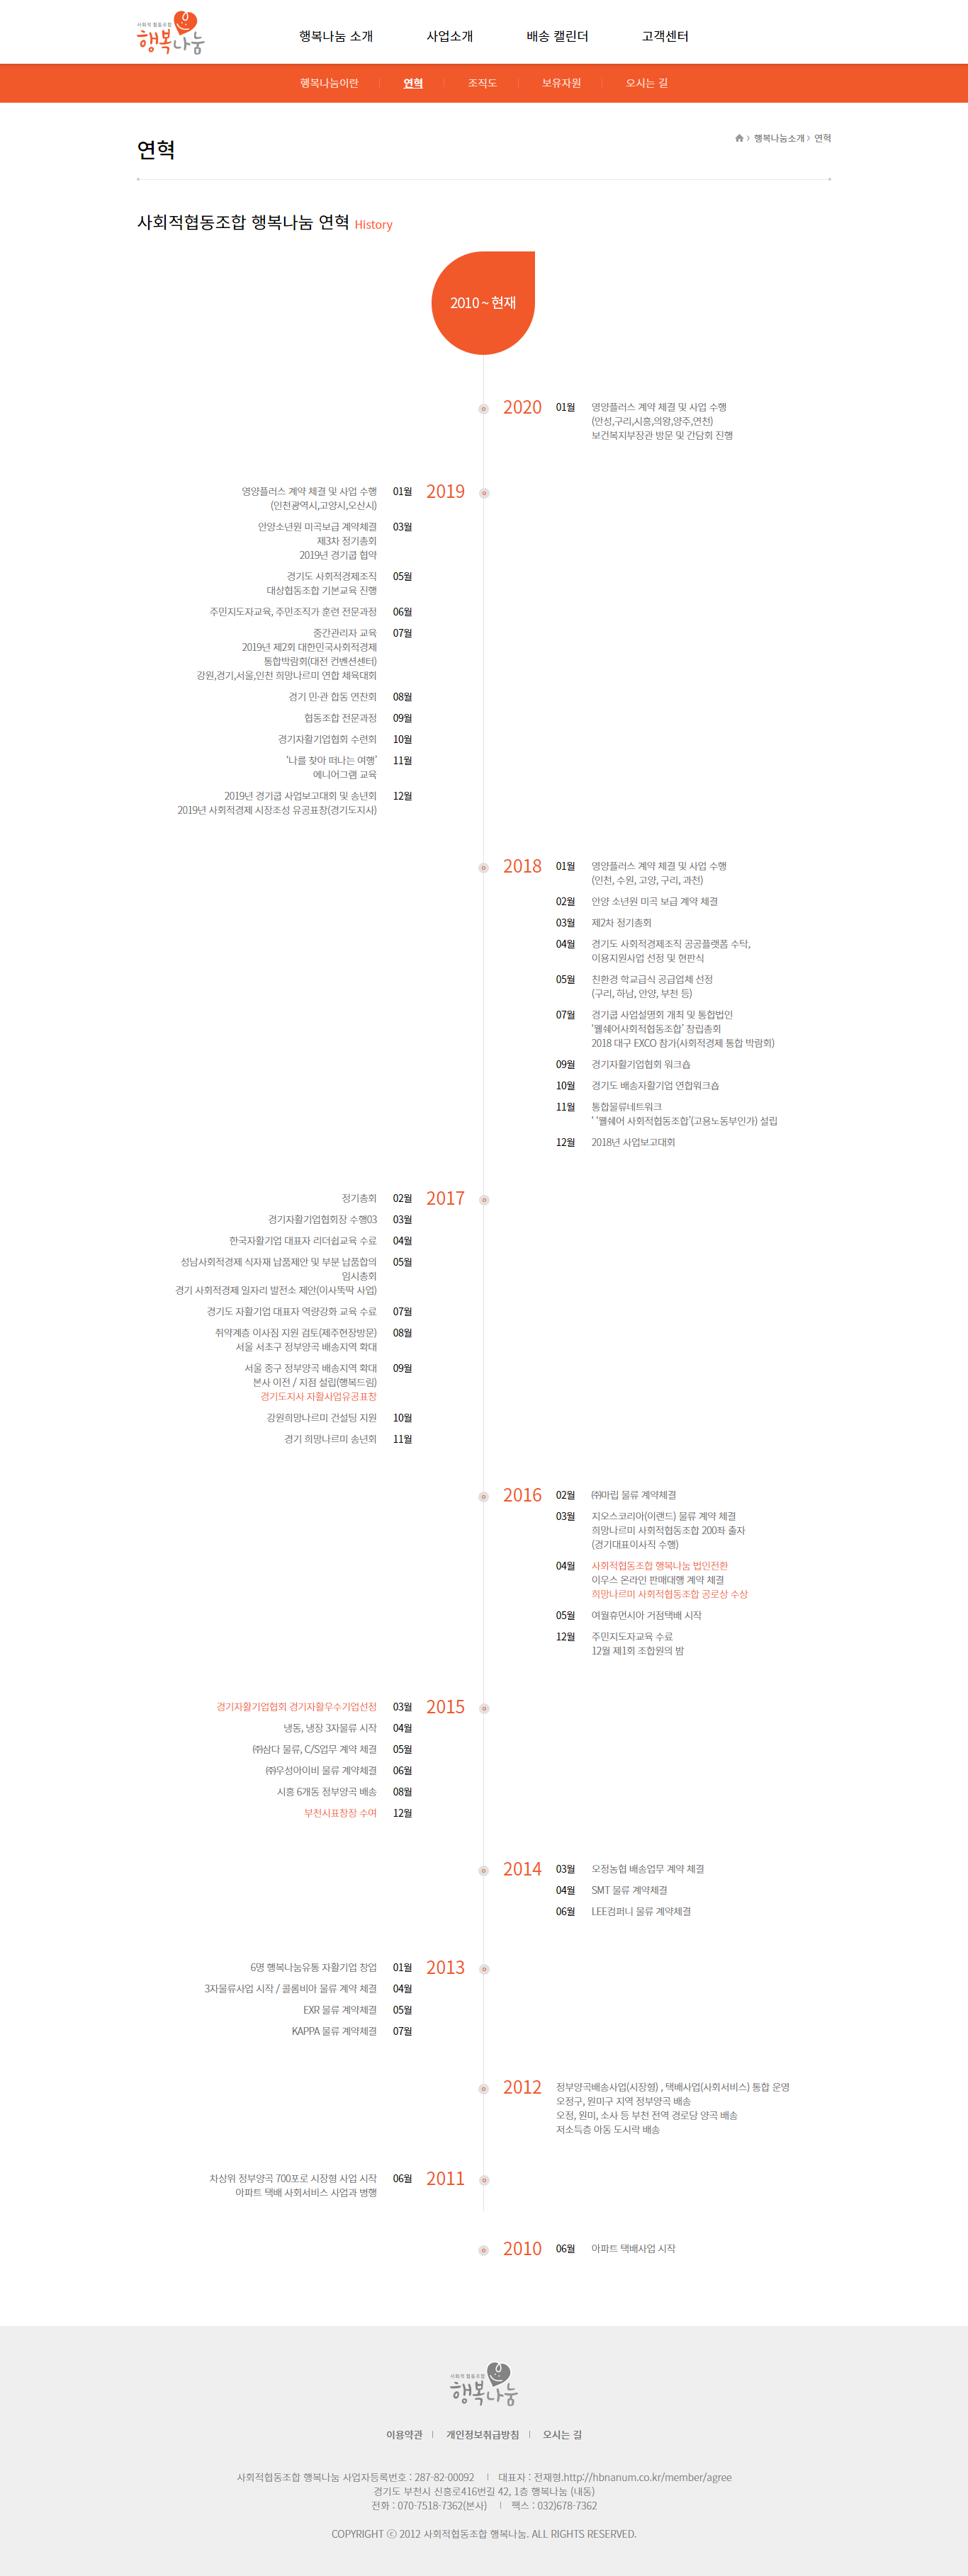 사회적 협동조합
행복나눔
행복나눔 소개
사업소개
배송 캘린더
고객센터
행복나눔이란
연혁
조직도
보유자원
오시는 길
연혁
행복나눔소개 > 연혁
사회적협동조합 행복나눔 연혁 History
2010 ~ 현재
2020
01월 영양플러스 계약 체결 및 사업 수행
(안성,구리,시흥,의왕,양주,연천)
보건복지부장관 방문 및 간담회 진행
2019
영양플러스 계약 체결 및 사업 수행 01월
(인천광역시,고양시,오산시)
안양소년원 미곡보급 계약체결 03월
제3차 정기총회
2019년 경기쿱 협약
경기도 사회적경제조직 05월
대상협동조합 기본교육 진행
주민지도자교육, 주민조직가 훈련 전문과정 06월
중간관리자 교육 07월
2019년 제2회 대한민국사회적경제
통합박람회(대전 컨벤션센터)
강원,경기,서울,인천 희망나르미 연합 체육대회
경기 민·관 합동 연찬회 08월
협동조합 전문과정 09월
경기자활기업협회 수련회 10월
‘나를 찾아 떠나는 여행’ 11월
에니어그램 교육
2019년 경기쿱 사업보고대회 및 송년회 12월
2019년 사회적경제 시장조성 유공표창(경기도지사)
2018
01월 영양플러스 계약 체결 및 사업 수행
(인천, 수원, 고양, 구리, 과천)
02월 안양 소년원 미곡 보급 계약 체결
03월 제2차 정기총회
04월 경기도 사회적경제조직 공공플랫폼 수탁,
이용지원사업 선정 및 현판식
05월 친환경 학교급식 공급업체 선정
(구리, 하남, 안양, 부천 등)
07월 경기쿱 사업설명회 개최 및 통합법인
‘웰쉐어사회적협동조합’ 창립총회
2018 대구 EXCO 참가(사회적경제 통합 박람회)
09월 경기자활기업협회 워크숍
10월 경기도 배송자활기업 연합워크숍
11월 통합물류네트워크
‘ ‘웰쉐어 사회적협동조합’(고용노동부인가) 설립
12월 2018년 사업보고대회
2017
정기총회 02월
경기자활기업협회장 수행03 03월
한국자활기업 대표자 리더쉽교육 수료 04월
성남사회적경제 식자재 납품제안 및 부분 납품합의 05월
임시총회
경기 사회적경제 일자리 발전소 제안(이사뚝딱 사업)
경기도 자활기업 대표자 역량강화 교육 수료 07월
취약계층 이사짐 지원 검토(제주현장방문) 08월
서울 서초구 정부양곡 배송지역 확대
서울 중구 정부양곡 배송지역 확대 09월
본사 이전 / 지점 설립(행복드림)
경기도지사 자활사업유공표창
강원희망나르미 건설팅 지원 10월
경기 희망나르미 송년회 11월
2016
02월 ㈜마립 물류 계약체결
03월 지오스코리아(이랜드) 물류 계약 체결
희망나르미 사회적협동조합 200좌 출자
(경기대표이사직 수행)
04월 사회적협동조합 행복나눔 법인전환
이우스 온라인 판매대행 계약 체결
희망나르미 사회적협동조합 공로상 수상
05월 여월휴먼시아 거점택배 시작
12월 주민지도자교육 수료
12월 제1회 조합원의 밤
2015
경기자활기업협회 경기자활우수기업선정 03월
냉동, 냉장 3자물류 시작 04월
㈜삼다 물류, C/S업무 계약 체결 05월
㈜우성아이비 물류 계약체결 06월
시흥 6개동 정부양곡 배송 08월
부천시표창장 수여 12월
2014
03월 오정농협 배송업무 계약 체결
04월 SMT 물류 계약체결
06월 LEE컴퍼니 물류 계약체결
2013
6명 행복나눔유통 자활기업 창업 01월
3자물류사업 시작 / 콜롬비아 물류 계약 체결 04월
EXR 물류 계약체결 05월
KAPPA 물류 계약체결 07월
2012
정부양곡배송사업(시장형) , 택배사업(사회서비스) 통합 운영
오정구, 원미구 지역 정부양곡 배송
오정, 원미, 소사 등 부천 전역 경로당 양곡 배송
저소득층 아동 도시락 배송
2011
차상위 정부양곡 700포로 시장형 사업 시작 06월
아파트 택배 사회서비스 사업과 병행
2010
06월 아파트 택배사업 시작
사회적 협동조합
행복나눔
이용약관 | 개인정보취급방침 | 오시는 길
사회적협동조합 행복나눔 사업자등록번호 : 287-82-00092 | 대표자 : 전재형.http://hbnanum.co.kr/member/agree
경기도 부천시 신흥로416번길 42, 1층 행복나눔 (내동)
전화 : 070-7518-7362(본사) | 팩스 : 032)678-7362
COPYRIGHT ⓒ 2012 사회적협동조합 행복나눔. ALL RIGHTS RESERVED.